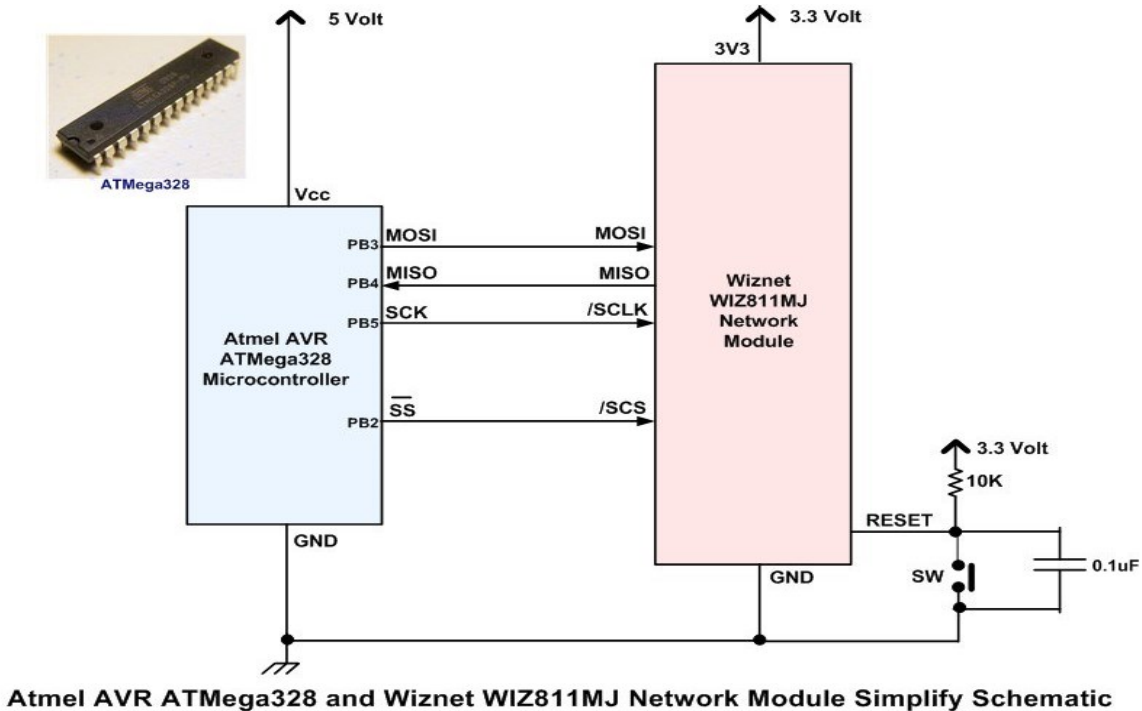 5 Volt
3.3 Volt
3V3
ATMega328
Vcc
PB3 MOSI
MOSI
PB4 MISO
MISO
PB5 SCK
/SCLK
PB2 SS
/SCS
Atmel AVR
ATMega328
Microcontroller
Wiznet
WIZ811MJ
Network
Module
3.3 Volt
10K
RESET
SW
0.1uF
GND
GND
Atmel AVR ATMega328 and Wiznet WIZ811MJ Network Module Simplify Schematic